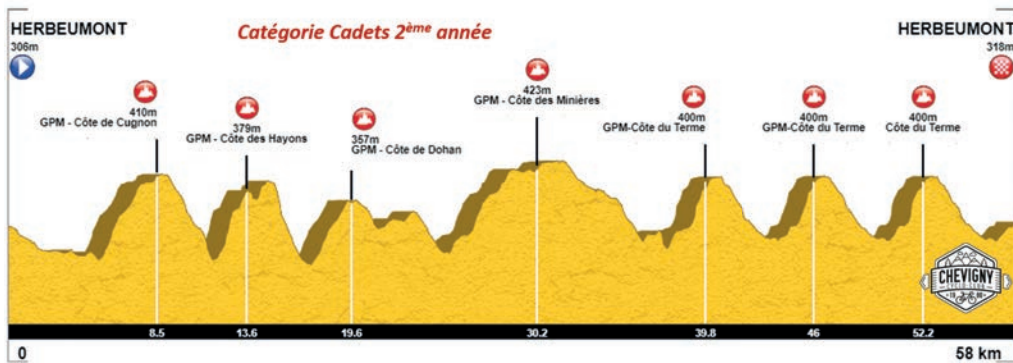 HERBEUMONT
306m
Catégorie Cadets 2ème année
HERBEUMONT
318m
410m
GPM - Côte de Cugnon
379m
GPM - Côte des Hayons
357m
GPM - Côte de Dohan
423m
GPM - Côte des Minières
400m
GPM-Côte du Terme
400m
GPM-Côte du Terme
400m
Côte du Terme
CHEVIGNY
CYCLO-CLUB
8.5 13.6 19.6 30.2 39.8 46 52.2
0 58 km